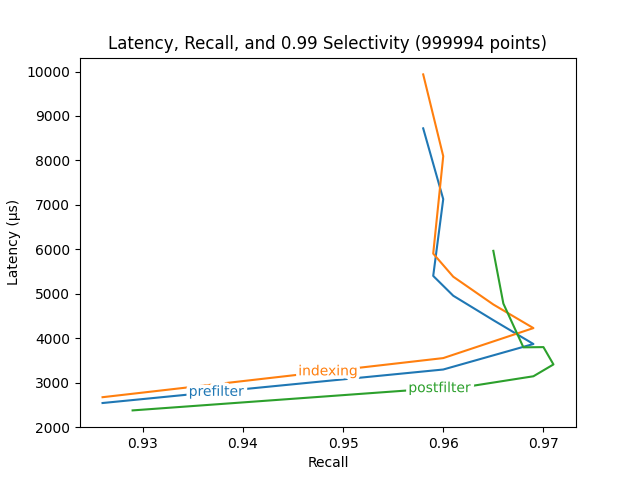 Latency, Recall, and 0.99 Selectivity (999994 points)
10000
9000
8000
7000
6000
5000
4000
3000
2000
Latency (µs)
indexing
prefilter
postfilter
0.93
0.94
0.95
0.96
0.97
Recall